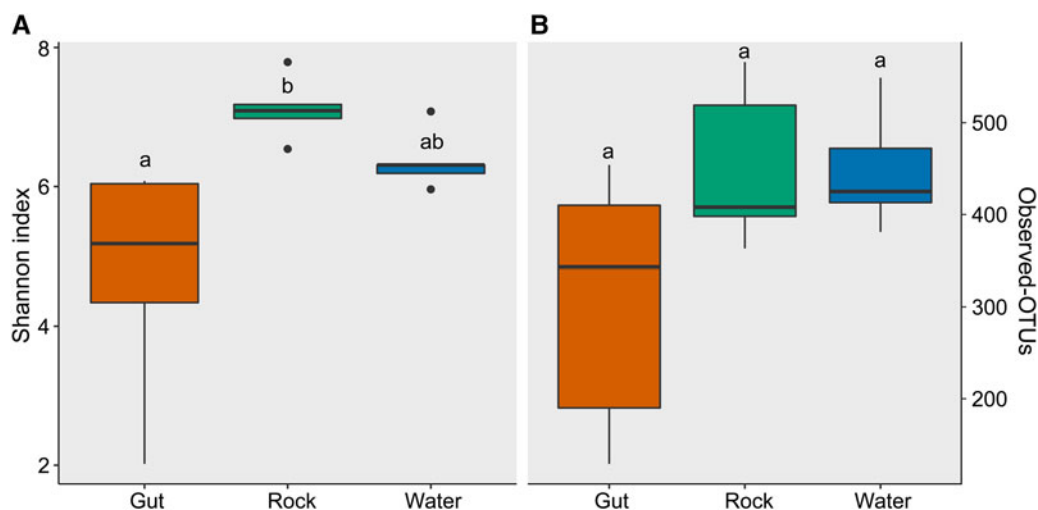 A
Shannon index
8
6
4
2
a
b
ab
Gut
Rock
Water
B
a
a
a
Gut
Rock
Water
500
400
300
200
Observed-OTUs